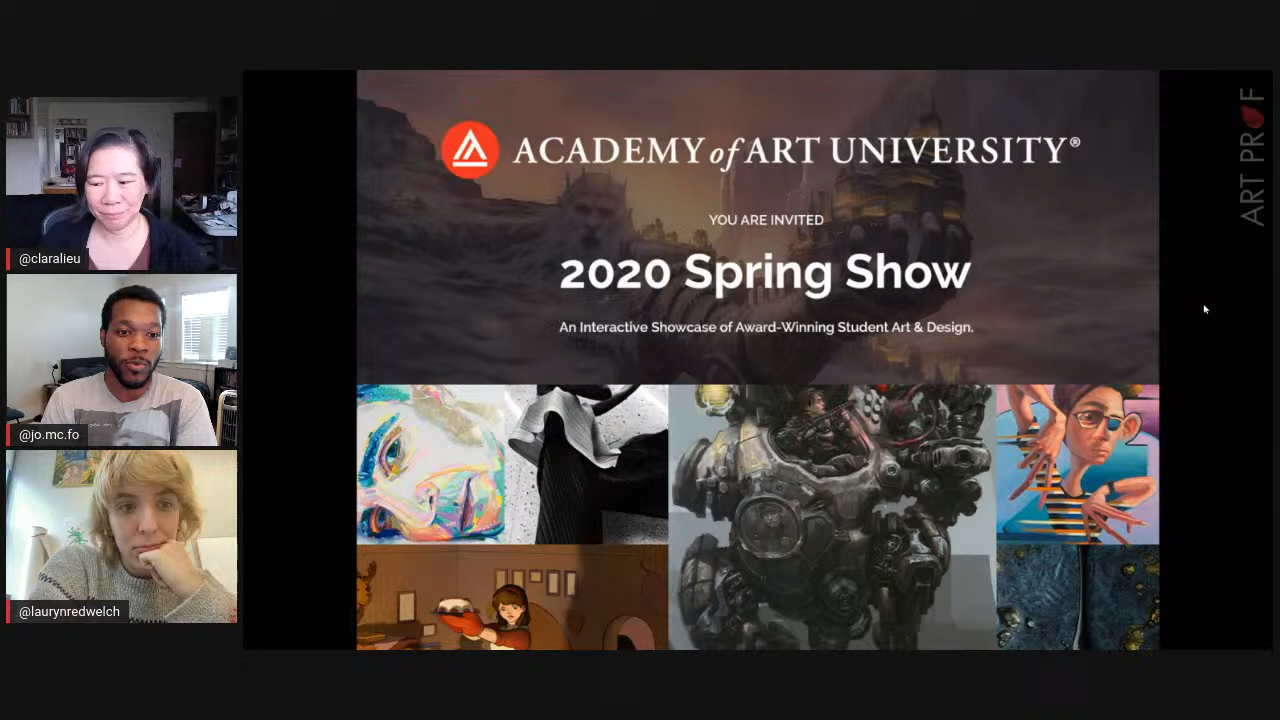 ACADEMY of ART UNIVERSITY®
YOU ARE INVITED
2020 Spring Show
An Interactive Showcase of Award-Winning Student Art & Design.
@claralieu
@jo.mc.fo
@laurynredwelch
ART PROF